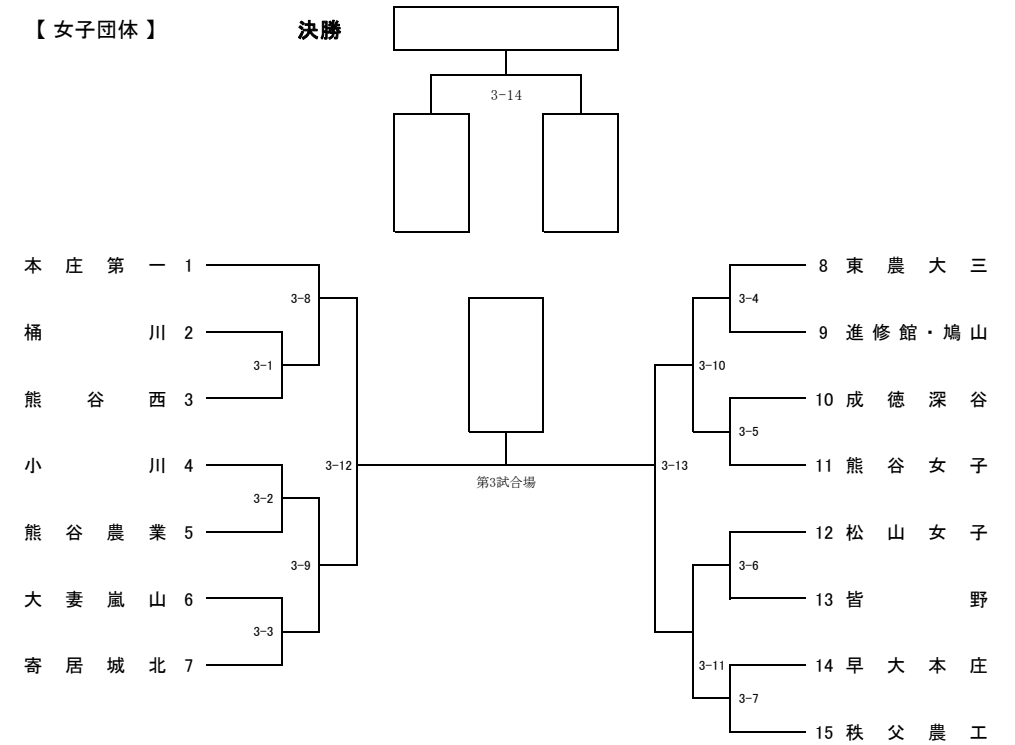 【 女子団体 】 決勝
3-14
本庄第一 1 8 東農大三
3-8 3-4
桶川 2 9 進修館・鳩山
3-1 3-10
熊谷西 3 10 成徳深谷
3-5
小川 4 3-12 3-13 11 熊谷女子
第3試合場
3-2
熊谷農業 5 12 松山女子
3-9 3-6
大妻嵐山 6 13 皆野
3-3
寄居城北 7 3-11 14 早大本庄
3-7
15 秩父農工